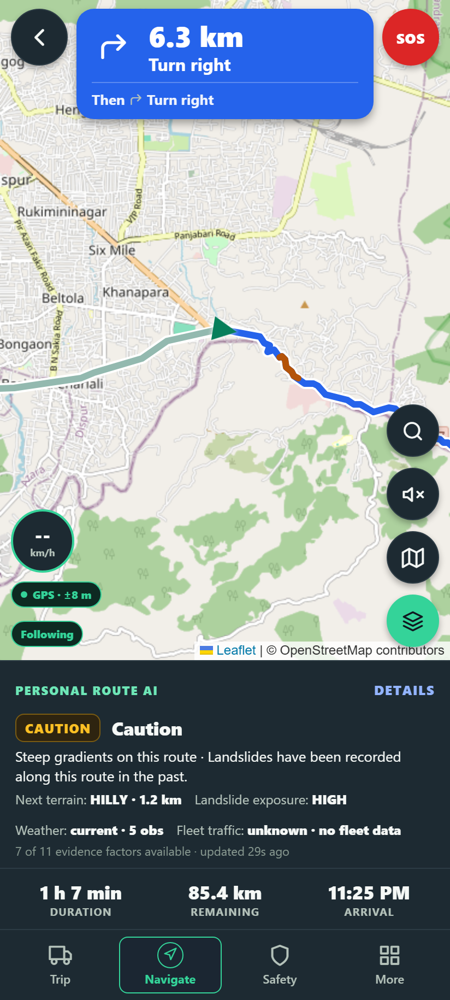 6.3 km
Turn right
Then Turn right
SOS
gog
Hen
spur
Rukimininagar
VIP Road
Pir Azan Fakir Road
Panjabari Road
Six Mile
Beltola
Khanapara
Bongaon
B N Sakia Road
Dispur
Azara
--
km/h
GPS · ±8 m
Following
Leaflet | © OpenStreetMap contributors
PERSONAL ROUTE AI
DETAILS
CAUTION Caution
Steep gradients on this route · Landslides have been recorded
along this route in the past.
Next terrain: HILLY · 1.2 km Landslide exposure: HIGH
Weather: current · 5 obs Fleet traffic: unknown · no fleet data
7 of 11 evidence factors available · updated 29s ago
1 h 7 min 85.4 km 11:25 PM
DURATION REMAINING ARRIVAL
Trip Navigate Safety More